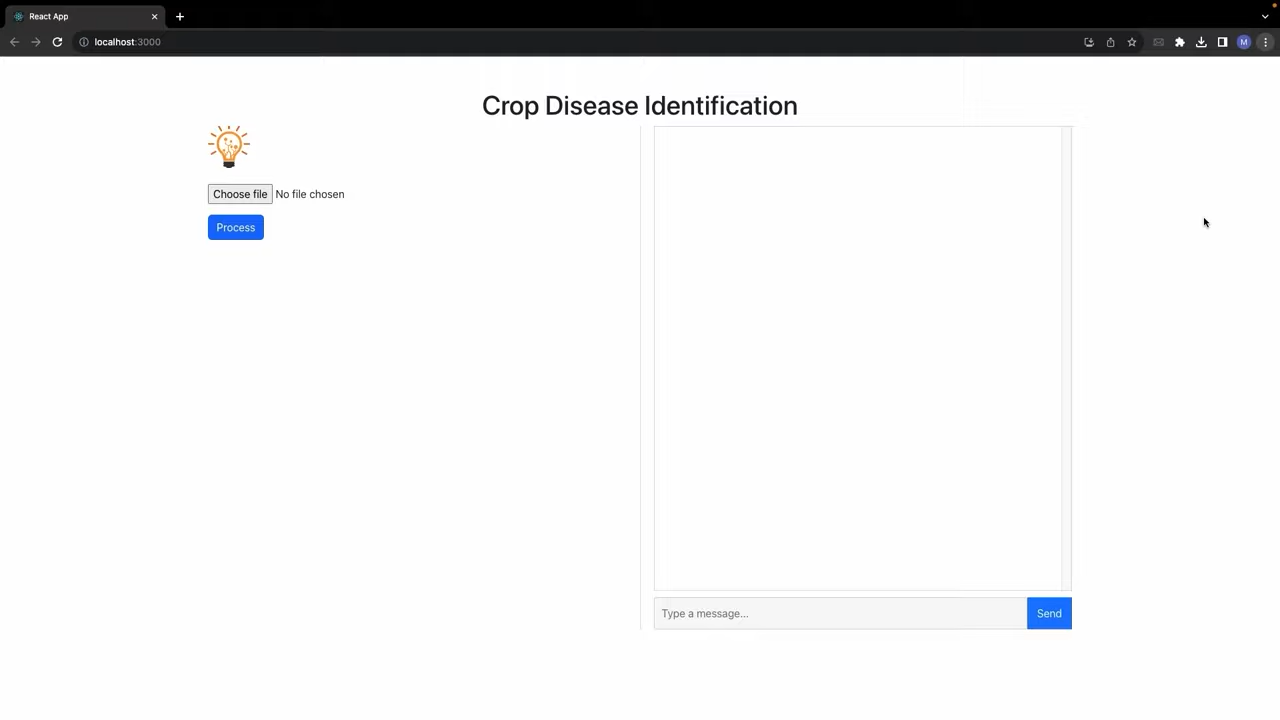 React App
localhost:3000
M
Crop Disease Identification
Choose file No file chosen
Process
Type a message...
Send